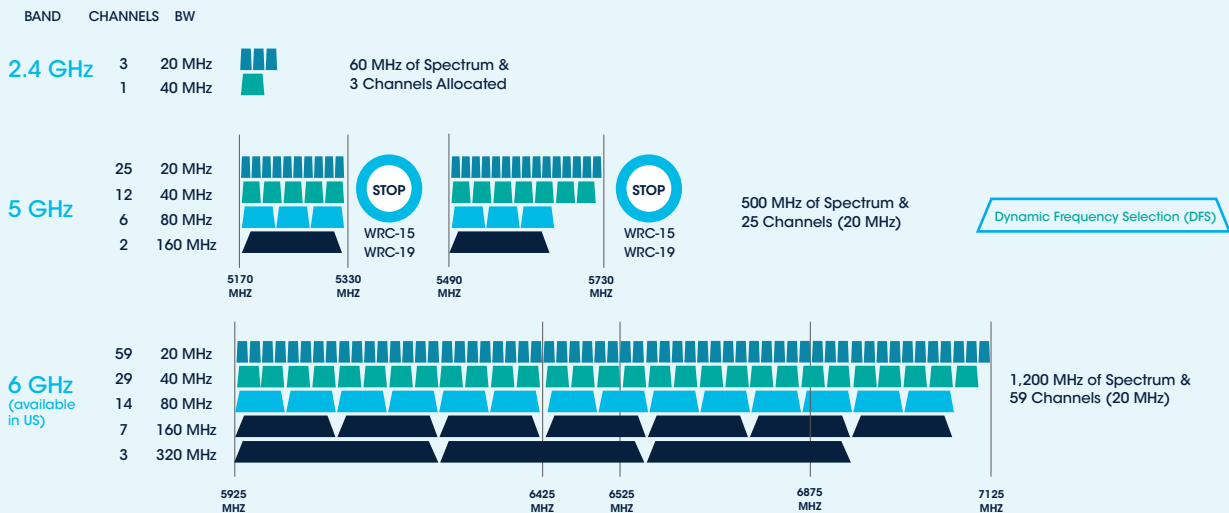 BAND CHANNELS BW
2.4 GHz
3 20 MHz
1 40 MHz
60 MHz of Spectrum &
3 Channels Allocated
5 GHz
25 20 MHz
12 40 MHz
6 80 MHz
2 160 MHz
STOP
WRC-15
WRC-19
STOP
WRC-15
WRC-19
500 MHz of Spectrum &
25 Channels (20 MHz)
Dynamic Frequency Selection (DFS)
5170
MHZ
5330
MHZ
5490
MHZ
5730
MHZ
6 GHz
(available
in US)
59 20 MHz
29 40 MHz
14 80 MHz
7 160 MHz
3 320 MHz
1,200 MHz of Spectrum &
59 Channels (20 MHz)
5925
MHZ
6425
MHZ
6525
MHZ
6875
MHZ
7125
MHZ